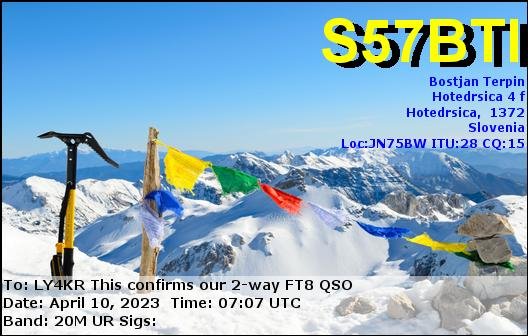 S57BTI
Bostjan Terpin
Hotedrsica 4 f
Hotedrsica, 1372
Slovenia
Loc:JN75BW ITU:28 CQ:15
To: LY4KR This confirms our 2-way FT8 QSO
Date: April 10, 2023 Time: 07:07 UTC
Band: 20M UR Sigs: